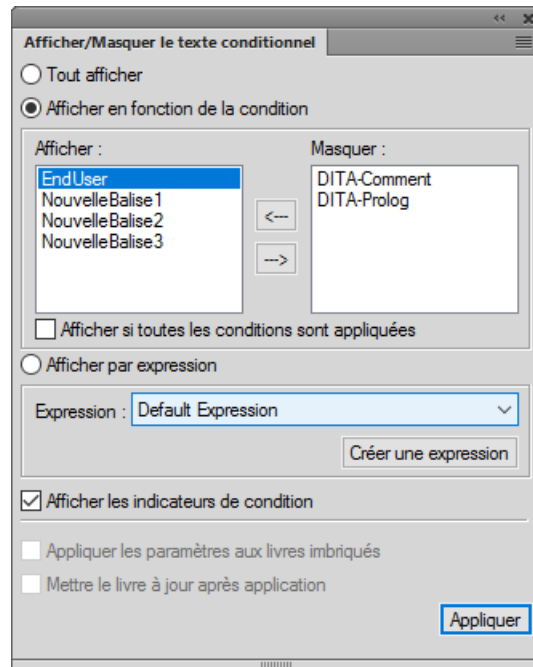 Afficher/Masquer le texte conditionnel
Tout afficher
Afficher en fonction de la condition
Afficher :
Masquer :
EndUser
DITA-Comment
NouvelleBalise1
DITA-Prolog
NouvelleBalise2
NouvelleBalise3
<---
--->
Afficher si toutes les conditions sont appliquées
Afficher par expression
Expression : Default Expression
Créer une expression
Afficher les indicateurs de condition
Appliquer les paramètres aux livres imbriqués
Mettre le livre à jour après application
Appliquer